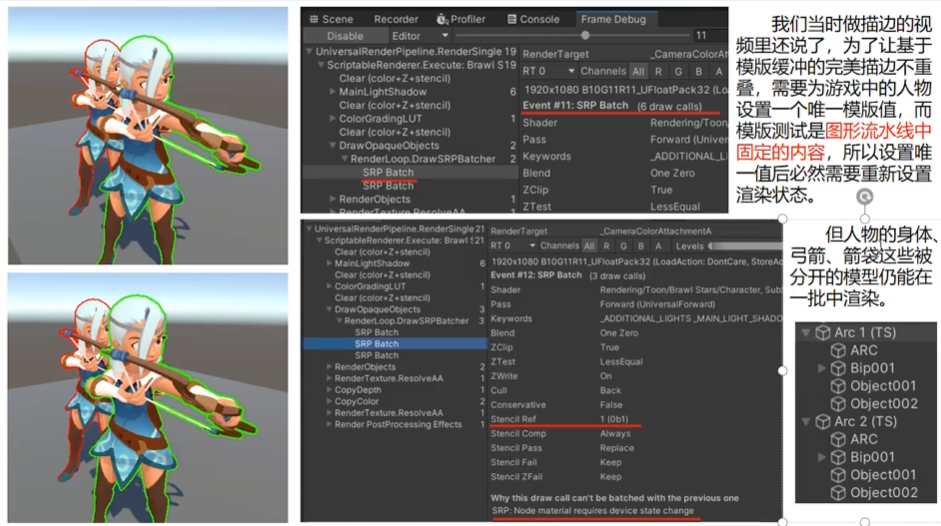 Scene Recorder Profiler Console Frame Debug
Disable Editor 11
UniversalRenderPipeline.RenderSingle 19
ScriptableRenderer.Execute: Brawl S19
Clear (color+Z+stencil)
MainLightShadow 6
Clear (color+Z+stencil)
ColorGradingLUT 1
Clear (color+Z+stencil)
DrawOpaqueObjects 2
RenderLoop.DrawSRPBatcher 2
SRP Batch
SRP Batch
RenderObjects 1
RenderTexture.ResolveAA 1
RenderTarget _CameraColorAttach
RT 0 Channels All R G B A
1920x1080 B10G11R11_UFloatPack32 (Loa
Event #11: SRP Batch (6 draw calls)
Shader Rendering/Toon/
Pass Forward (Univer
Keywords _ADDITIONAL_LI
Blend One Zero
ZClip True
ZTest LessEqual
我们当时做描边的视
频里还说了，为了让基于
模版缓冲的完美描边不重
叠，需要为游戏中的人物
设置一个唯一模版值，而
模版测试是图形流水线中
固定的内容，所以设置唯
一值后必然需要重新设置
渲染状态。
UniversalRenderPipeline.RenderSingle 21
ScriptableRenderer.Execute: Brawl S21
Clear (color+Z+stencil)
MainLightShadow 6
Clear (color+Z+stencil)
ColorGradingLUT 1
Clear (color+Z+stencil)
DrawOpaqueObjects 3
RenderLoop.DrawSRPBatcher 3
SRP Batch
SRP Batch
SRP Batch
RenderObjects 2
RenderTexture.ResolveAA 1
CopyDepth 1
CopyColor 2
RenderTexture.ResolveAA 1
Render PostProcessing Effects 1
RenderTarget _CameraColorAttachmentA
RT 0 Channels All R G B A Levels
1920x1080 B10G11R11_UFloatPack32 (LoadAction: DontCare, StoreA
Event #12: SRP Batch (3 draw calls)
Shader Rendering/Toon/Brawl Stars/Character, Sub
Pass Forward (UniversalForward)
Keywords _ADDITIONAL_LIGHTS _MAIN_LIGHT_SHADO
Blend One Zero
ZClip True
ZTest LessEqual
ZWrite On
Cull Back
Conservative False
Stencil Ref 1 (0b1)
Stencil Comp Always
Stencil Pass Replace
Stencil Fail Keep
Stencil ZFail Keep
Why this draw call can't be batched with the previous one
SRP: Node material requires device state change
但人物的身体、
弓箭、箭袋这些被
分开的模型仍能在
一批中渲染。
Arc 1 (TS)
ARC
Bip001
Object001
Object002
Arc 2 (TS)
ARC
Bip001
Object001
Object002